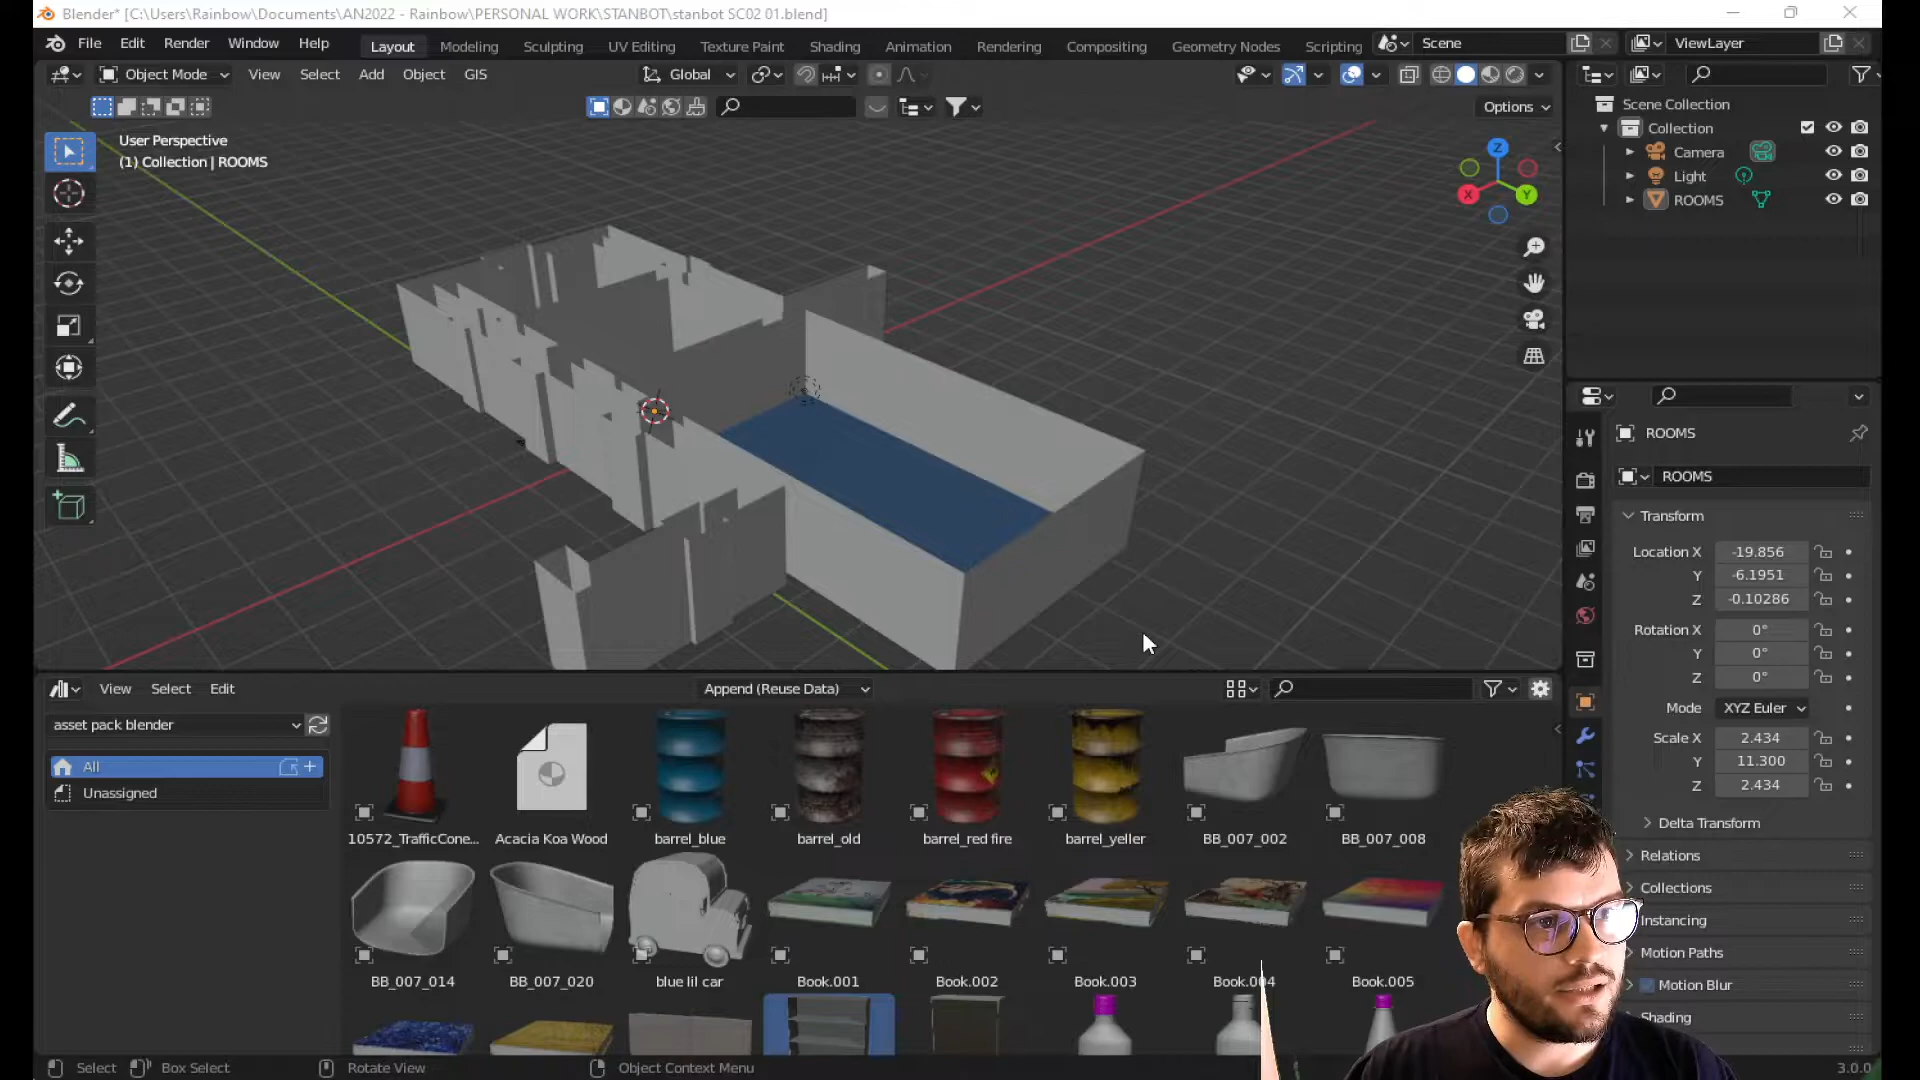 Blender* [C:\Users\Rainbow\Documents\AN2022 - Rainbow\PERSONAL WORK\STANBOT\stanbot SC02 01.blend]
File Edit Render Window Help Layout Modeling Sculpting UV Editing Texture Paint Shading Animation Rendering Compositing Geometry Nodes Scripting Scene ViewLayer
Object Mode View Select Add Object GIS Global
Options
User Perspective
(1) Collection | ROOMS
Z
X
Y
Scene Collection
Collection
Camera
Light
ROOMS
ROOMS
ROOMS
Transform
Location X -19.856
Y -6.1951
Z -0.10286
Rotation X 0°
Y 0°
Z 0°
Mode XYZ Euler
Scale X 2.434
Y 11.300
Z 2.434
Delta Transform
Relations
Collections
Instancing
Motion Paths
Motion Blur
Shading
View Select Edit Append (Reuse Data)
asset pack blender
All
Unassigned
10572_TrafficCone... Acacia Koa Wood barrel_blue barrel_old barrel_red fire barrel_yeller BB_007_002 BB_007_008
BB_007_014 BB_007_020 blue lil car Book.001 Book.002 Book.003 Book.004 Book.005
Select Box Select Rotate View Object Context Menu 3.0.0